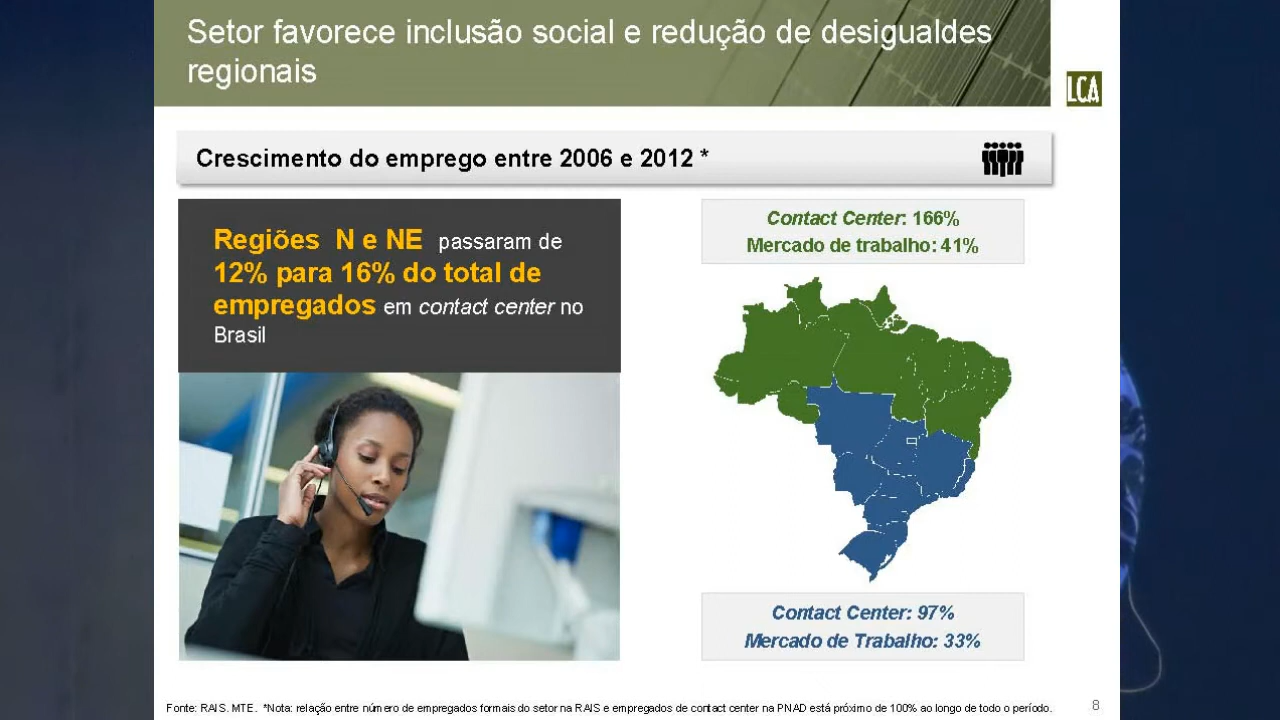 Setor favorece inclusão social e redução de desigualdes
regionais
LCA
Crescimento do emprego entre 2006 e 2012 *
Regiões N e NE passaram de
12% para 16% do total de
empregados em contact center no
Brasil
Contact Center: 166%
Mercado de trabalho: 41%
Contact Center: 97%
Mercado de Trabalho: 33%
Fonte: RAIS. MTE. *Nota: relação entre número de empregados formais do setor na RAIS e empregados de contact center na PNAD está próximo de 100% ao longo de todo o período.
8